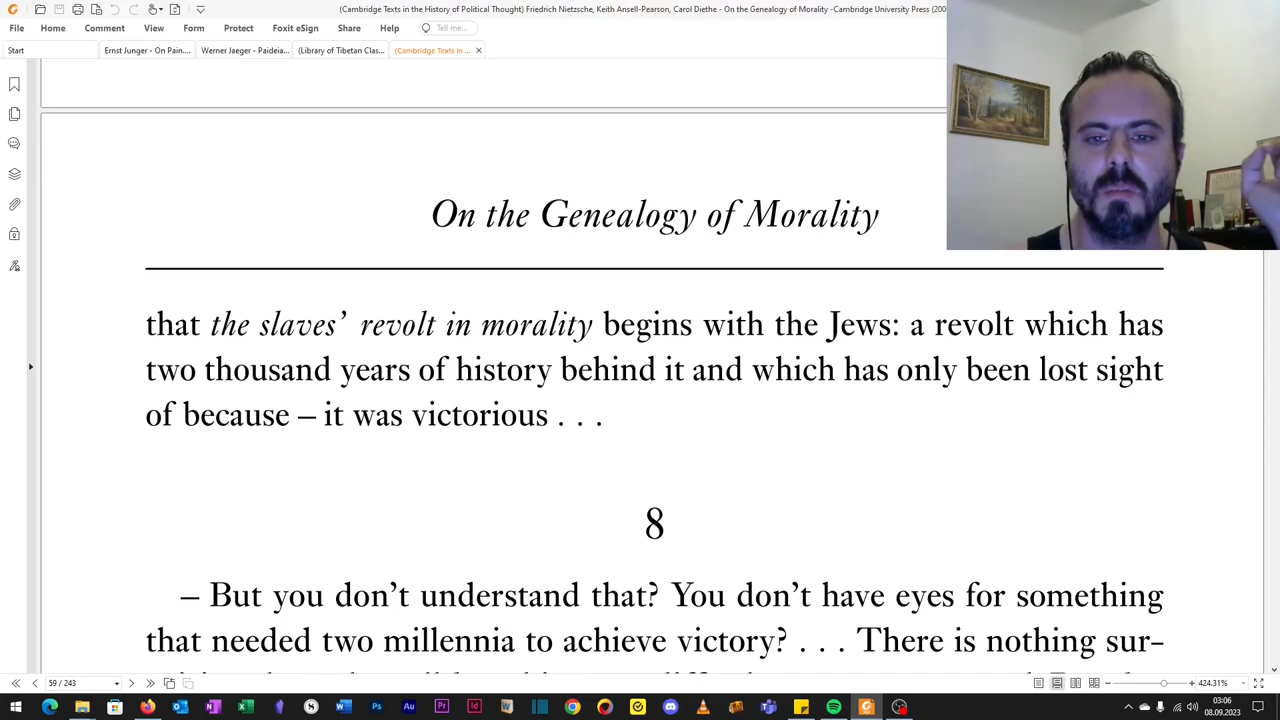 (Cambridge Texts in the History of Political Thought) Friedrich Nietzsche, Keith Ansell-Pearson, Carol Diethe - On the Genealogy of Morality -Cambridge University Press (200
File Home Comment View Form Protect Foxit eSign Share Help Tell me...
Start Ernst Junger - On Pain.... Werner Jaeger - Paideia... (Library of Tibetan Clas... (Cambridge Texts in ...
On the Genealogy of Morality
that the slaves’ revolt in morality begins with the Jews: a revolt which has
two thousand years of history behind it and which has only been lost sight
of because – it was victorious . . .
8
– But you don’t understand that? You don’t have eyes for something
that needed two millennia to achieve victory? . . . There is nothing sur-
59 / 243
424.31%
03:06
08.09.2023